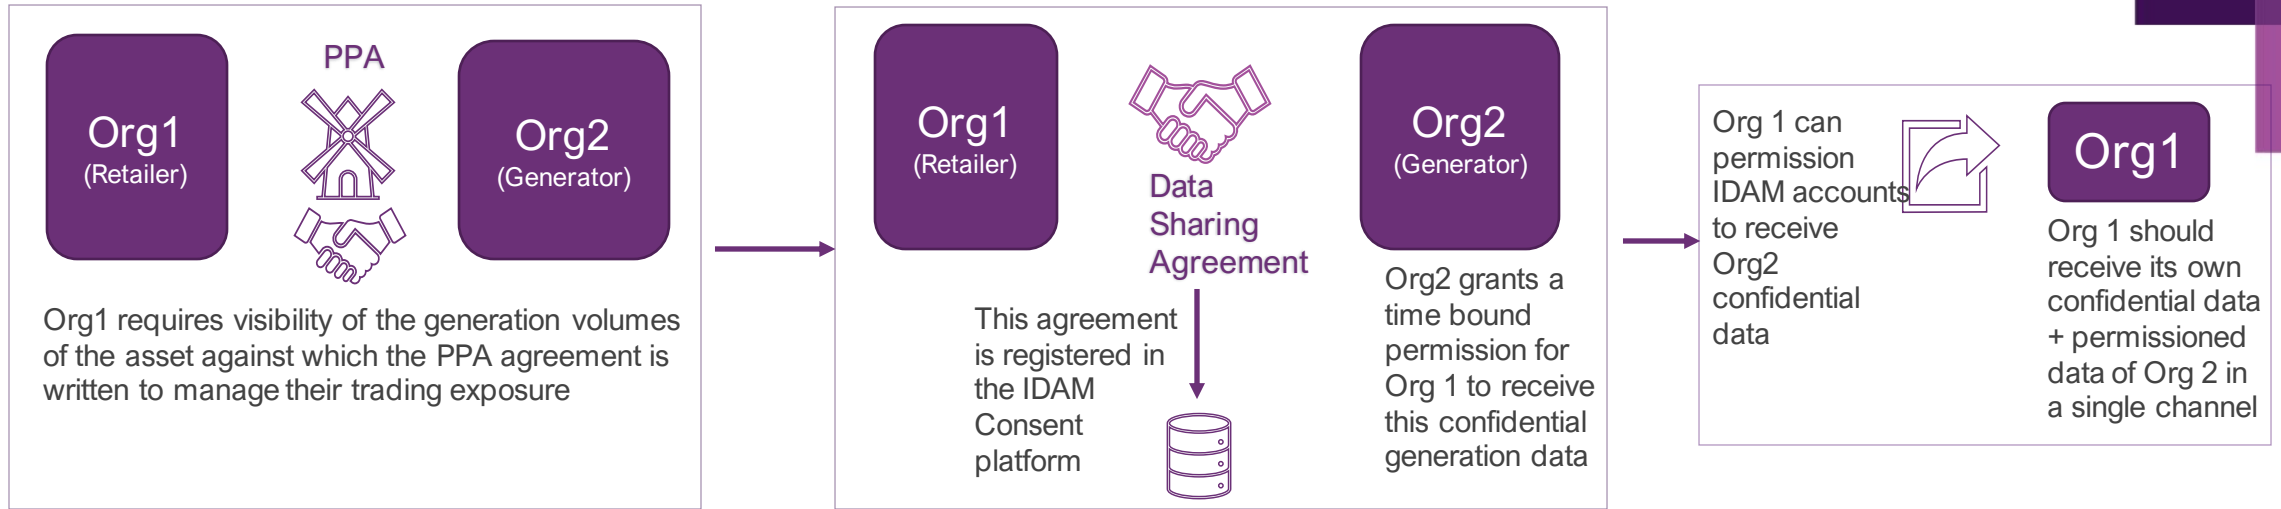 Org1
(Retailer)
PPA
Org2
(Generator)
Org1 requires visibility of the generation volumes
of the asset against which the PPA agreement is
written to manage their trading exposure
Org1
(Retailer)
Data
Sharing
Agreement
Org2
(Generator)
This agreement
is registered in
the IDAM
Consent
platform
Org2 grants a
time bound
permission for
Org 1 to receive
this confidential
generation data
Org 1 can
permission
IDAM accounts
to receive
Org2
confidential
data
Org1
Org 1 should
receive its own
confidential data
+ permissioned
data of Org 2 in
a single channel